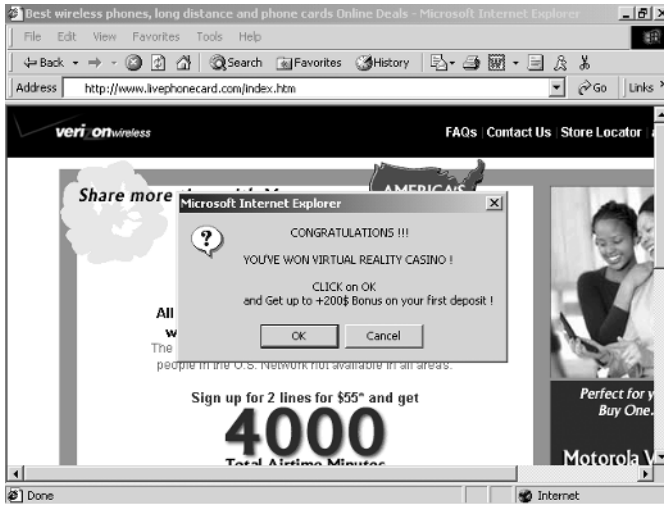 Best wireless phones, long distance and phone cards Online Deals - Microsoft Internet Explorer
File Edit View Favorites Tools Help
Back Search Favorites History
Address http://www.livephonecard.com/index.htm Go Links
verizonwireless FAQs | Contact Us | Store Locator
Share more
AMERICA'S
Microsoft Internet Explorer
CONGRATULATIONS !!!
YOU'VE WON VIRTUAL REALITY CASINO !
CLICK on OK
and Get up to +200$ Bonus on your first deposit !
OK Cancel
All
w
The
people in the U.S. Network not available in all areas.
Sign up for 2 lines for $55* and get
4000
Total Airtime Minutes
Perfect for y
Buy One.
Motorola V
Done Internet